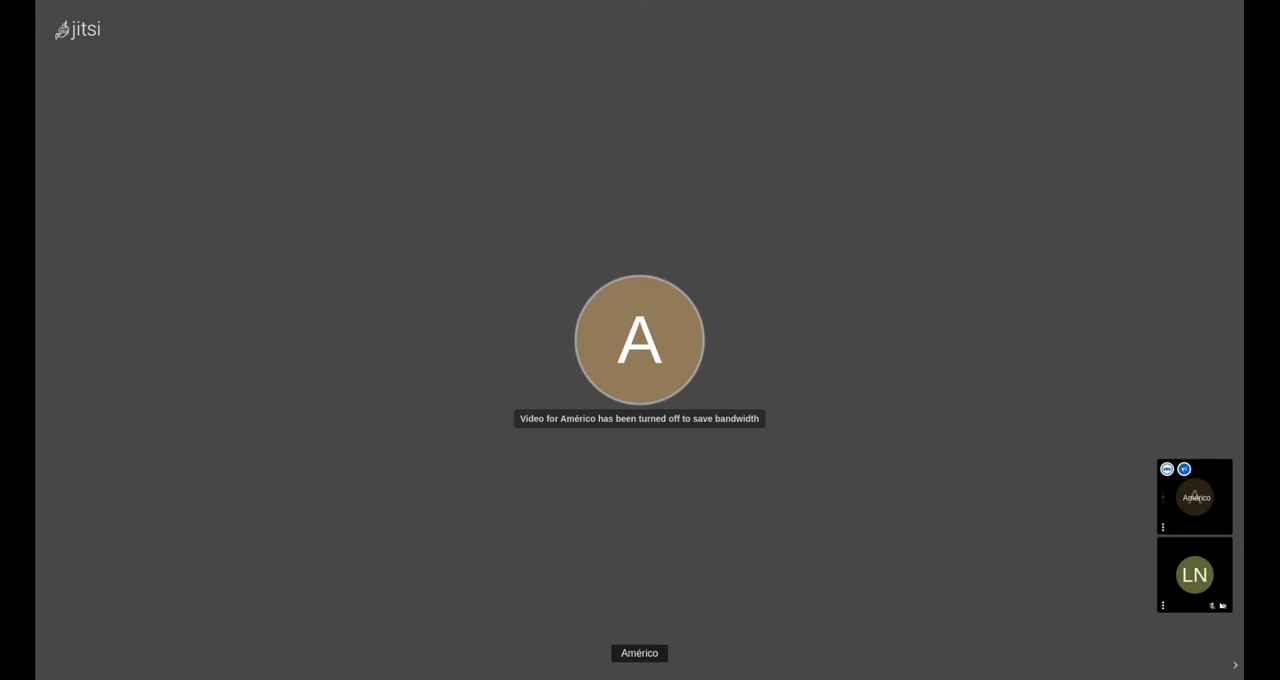 jitsi
A
Video for Américo has been turned off to save bandwidth
A
Américo
LN
Américo